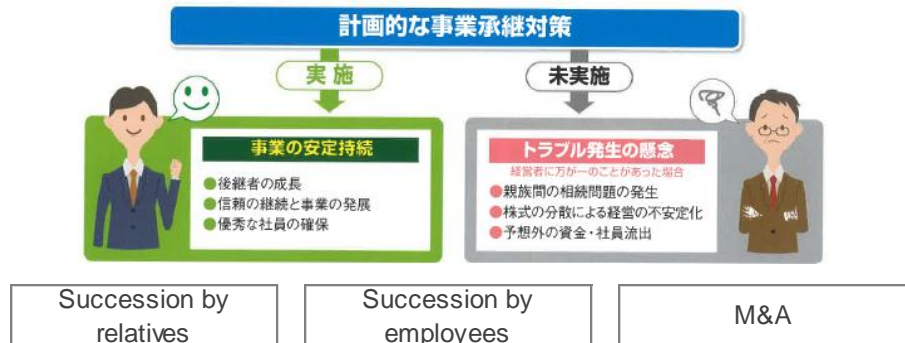 計画的な事業承継対策
実施
未実施
事業の安定持続
●後継者の成長
●信頼の継続と事業の発展
●優秀な社員の確保
トラブル発生の懸念
経営者に万が一のことがあった場合
●親族間の相続問題の発生
●株式の分散による経営の不安定化
●予想外の資金・社員流出
Succession by
relatives
Succession by
employees
M&A